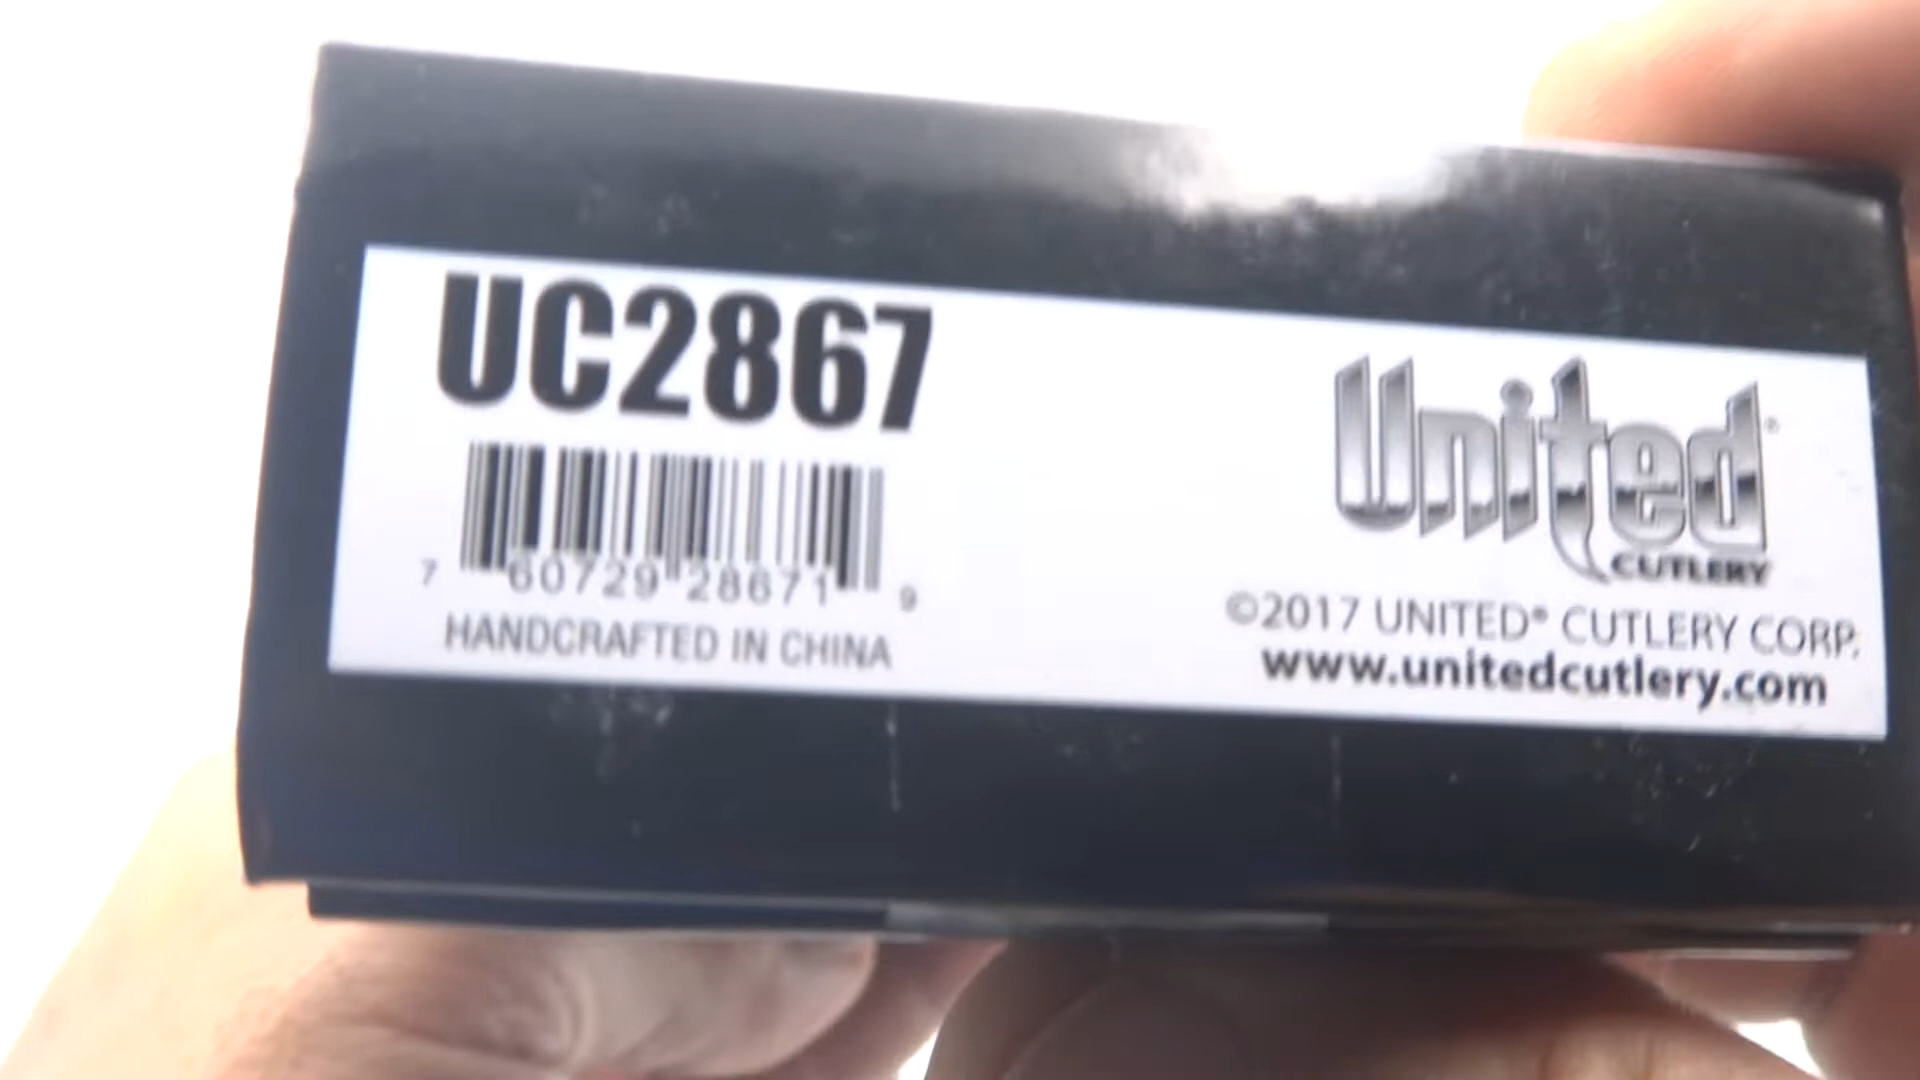 UC2867
7 60729 28671 9
HANDCRAFTED IN CHINA
United®
CUTLERY
©2017 UNITED® CUTLERY CORP.
www.unitedcutlery.com